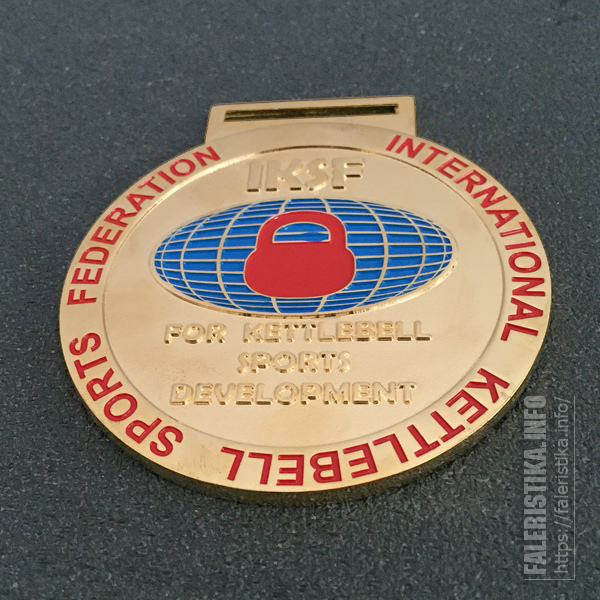 INTERNATIONAL KETTLEBELL SPORTS FEDERATION
IKSF
FOR KETTLEBELL
SPORTS
DEVELOPMENT
FALERISTIKA.INFO
https://faleristika.info/